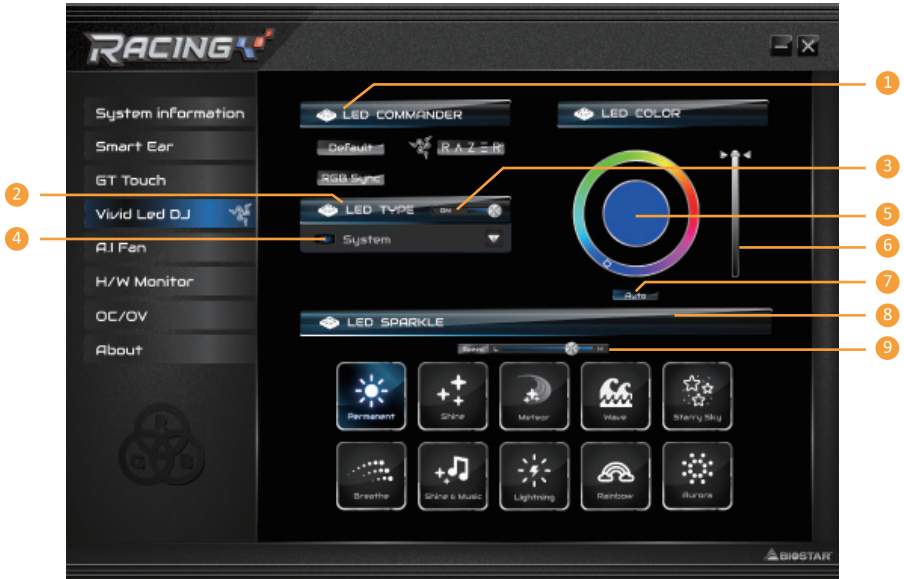 RACING
System information
Smart Ear
GT Touch
Vivid Led DJ
A.I Fan
H/W Monitor
OC/OV
About
R
G B
LED COMMANDER
Default
RAZER
RGB Sync
LED TYPE ON
System
LED COLOR
Auto
LED SPARKLE
Speed L H
Permanent
Shine
Meteor
Wave
Starry Sky
Breathe
Shine & Music
Lightning
Rainbow
Aurora
BIOSTAR
1
2
3
4
5
6
7
8
9